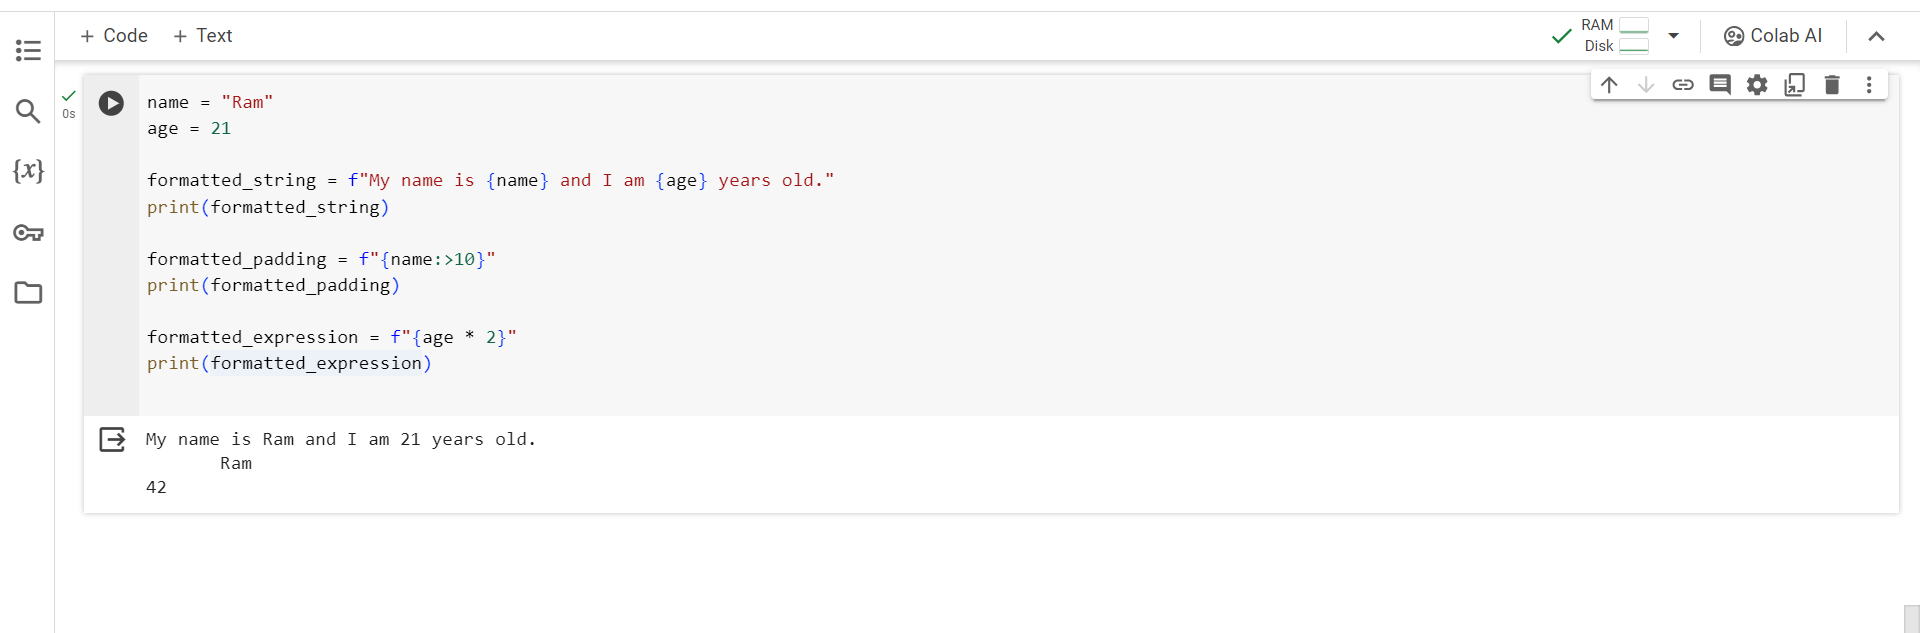 + Code + Text
RAM
Disk
Colab AI
{x}
0s
name = "Ram"
age = 21
formatted_string = f"My name is {name} and I am {age} years old."
print(formatted_string)
formatted_padding = f"{name:>10}"
print(formatted_padding)
formatted_expression = f"{age * 2}"
print(formatted_expression)
My name is Ram and I am 21 years old.
       Ram
42